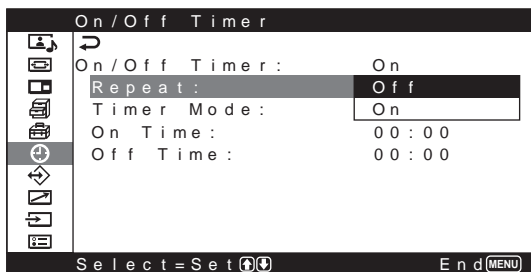 On/Off Timer
On/Off Timer: On
Repeat: Off
Timer Mode: On
On Time: 00:00
Off Time: 00:00
Select=Set End MENU